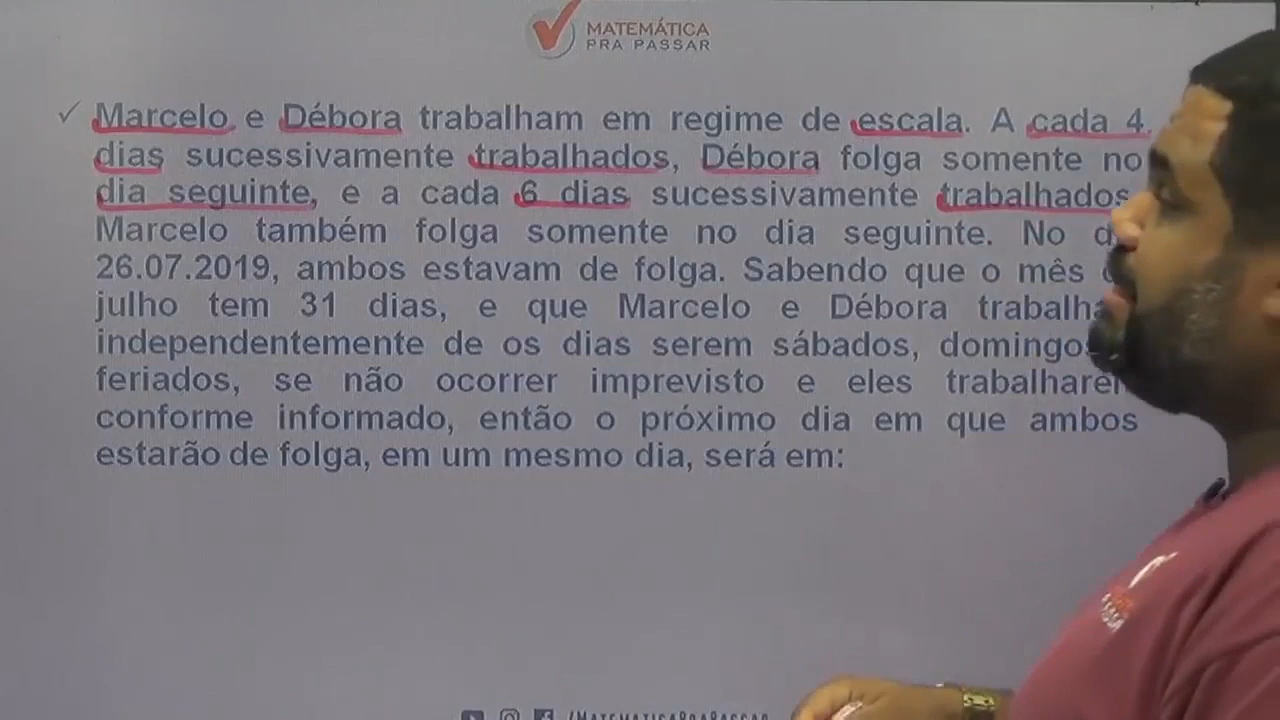 MATEMÁTICA
PRA PASSAR
✓ Marcelo e Débora trabalham em regime de escala. A cada 4
dias sucessivamente trabalhados, Débora folga somente no
dia seguinte, e a cada 6 dias sucessivamente trabalhados
Marcelo também folga somente no dia seguinte. No
26.07.2019, ambos estavam de folga. Sabendo que o mês
julho tem 31 dias, e que Marcelo e Débora
independentemente de os dias serem sábados,
feriados, se não ocorrer imprevisto e eles
conforme informado, então o próximo dia em que ambos
estarão de folga, em um mesmo dia, será em:
/MATEMATICAPRAPASSAR